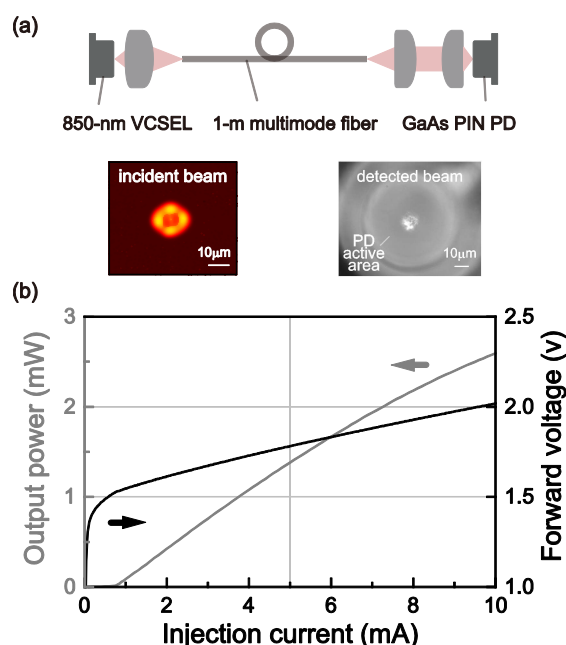 (a)
850-nm VCSEL
1-m multimode fiber
GaAs PIN PD
incident beam
10μm
detected beam
PD
active
area
10μm
(b)
Output power (mW)
3
2
1
0
Forward voltage (v)
2.5
2.0
1.5
1.0
0
2
4
6
8
10
Injection current (mA)